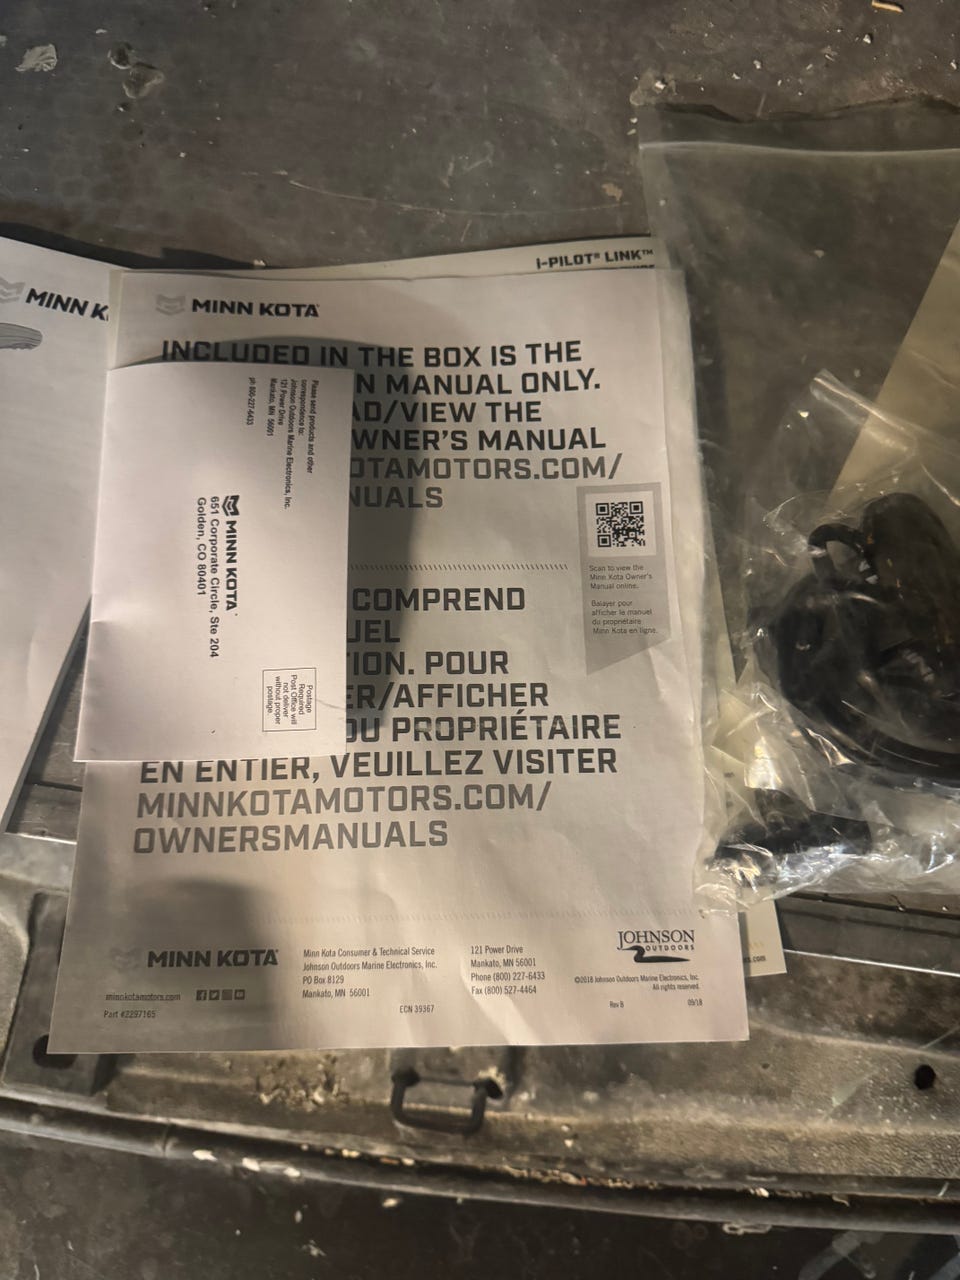 i-PILOT® LINK™
MINN K
MINN KOTA®
INCLUDED IN THE BOX IS THE
N MANUAL ONLY.
AD/VIEW THE
WNER'S MANUAL
OTAMOTORS.COM/
NUALS
Scan to view the
Minn Kota Owner's
Manual online.
Balayer pour
afficher le manuel
du propriétaire
Minn Kota en ligne.
COMPREND
UEL
TION. POUR
ER/AFFICHER
DU PROPRIÉTAIRE
EN ENTIER, VEUILLEZ VISITER
MINNKOTAMOTORS.COM/
OWNERSMANUALS
Please send products and other
correspondence to:
Johnson Outdoors Marine Electronics, Inc.
121 Power Drive
Mankato, MN 56001
ph 800-227-6433
MINN KOTA®
651 Corporate Circle, Ste 204
Golden, CO 80401
Postage
Required
Post Office will
not deliver
without proper
postage.
MINN KOTA®
minnkotamotors.com
Part #2297165
Minn Kota Consumer & Technical Service
Johnson Outdoors Marine Electronics, Inc.
PO Box 8129
Mankato, MN 56001
121 Power Drive
Mankato, MN 56001
Phone (800) 227-6433
Fax (800) 527-4464
ECN 39367
JOHNSON
OUTDOORS
©2018 Johnson Outdoors Marine Electronics, Inc.
All rights reserved.
Rev B
09/18
s.com